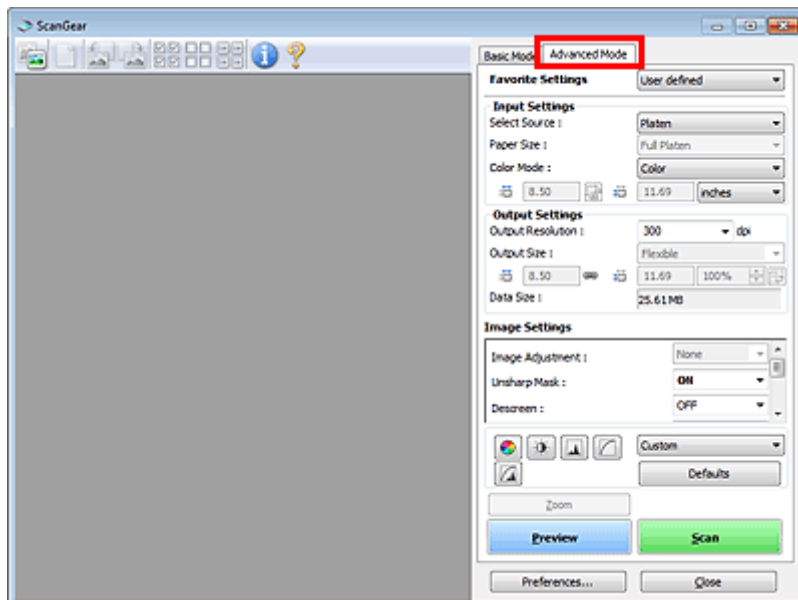 ScanGear
Basic Mode Advanced Mode
Favorite Settings User defined
Input Settings
Select Source : Platen
Paper Size : Full Platen
Color Mode : Color
8.50 11.69 inches
Output Settings
Output Resolution : 300 dpi
Output Size : Flexible
8.50 11.69 100%
Data Size : 25.61 MB
Image Settings
Image Adjustment : None
Unsharp Mask : ON
Descreen : OFF
Custom
Defaults
Zoom
Preview Scan
Preferences... Close